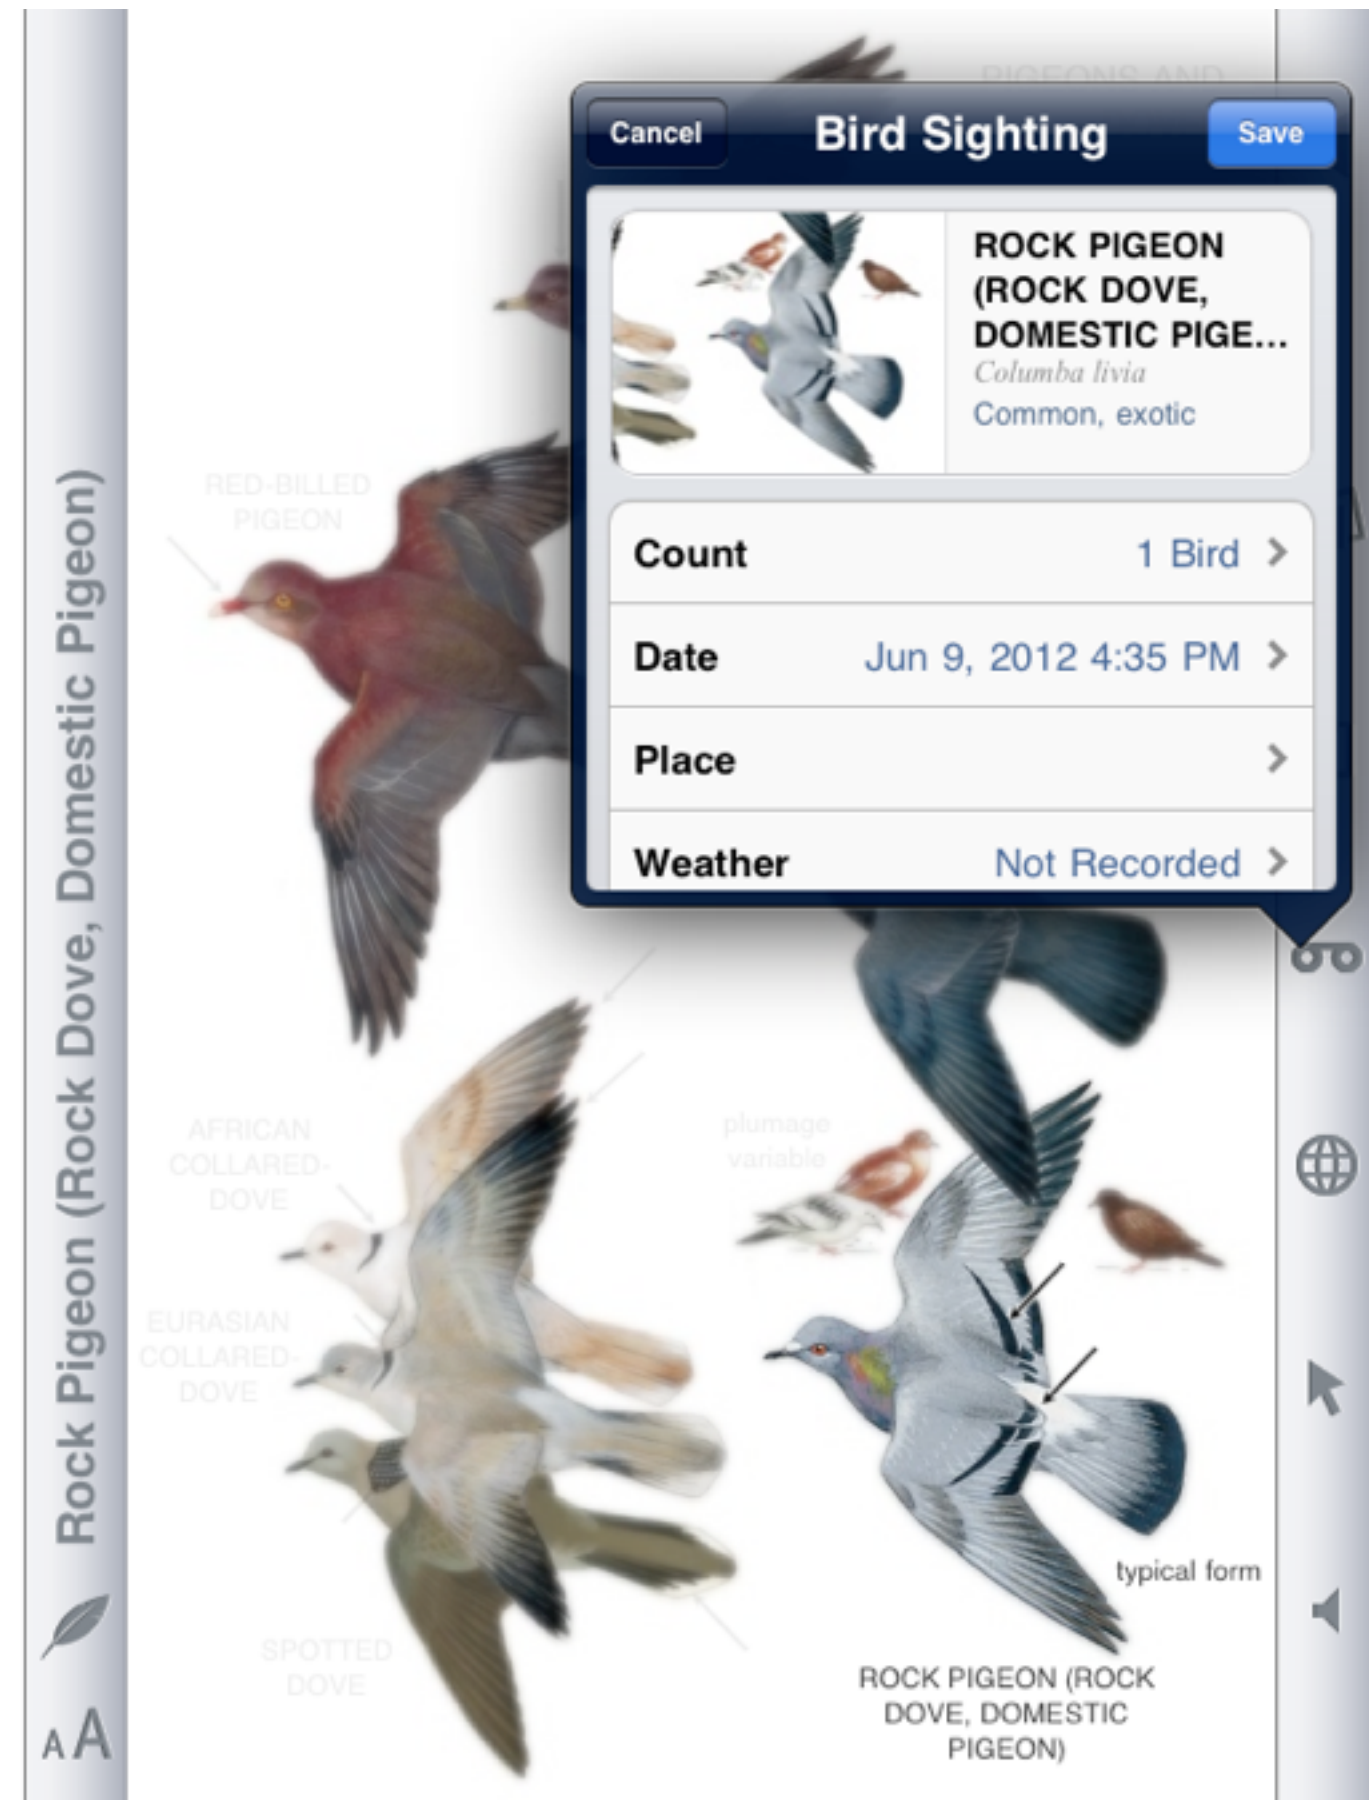 Rock Pigeon (Rock Dove, Domestic Pigeon)
AA
PIGEONS AND
Cancel
Bird Sighting
Save
ROCK PIGEON
(ROCK DOVE,
DOMESTIC PIGE...
Columba livia
Common, exotic
Count
1 Bird
Date
Jun 9, 2012 4:35 PM
Place
Weather
Not Recorded
RED-BILLED
PIGEON
AFRICAN
COLLARED-
DOVE
plumage
variable
EURASIAN
COLLARED-
DOVE
typical form
SPOTTED
DOVE
ROCK PIGEON (ROCK
DOVE, DOMESTIC
PIGEON)